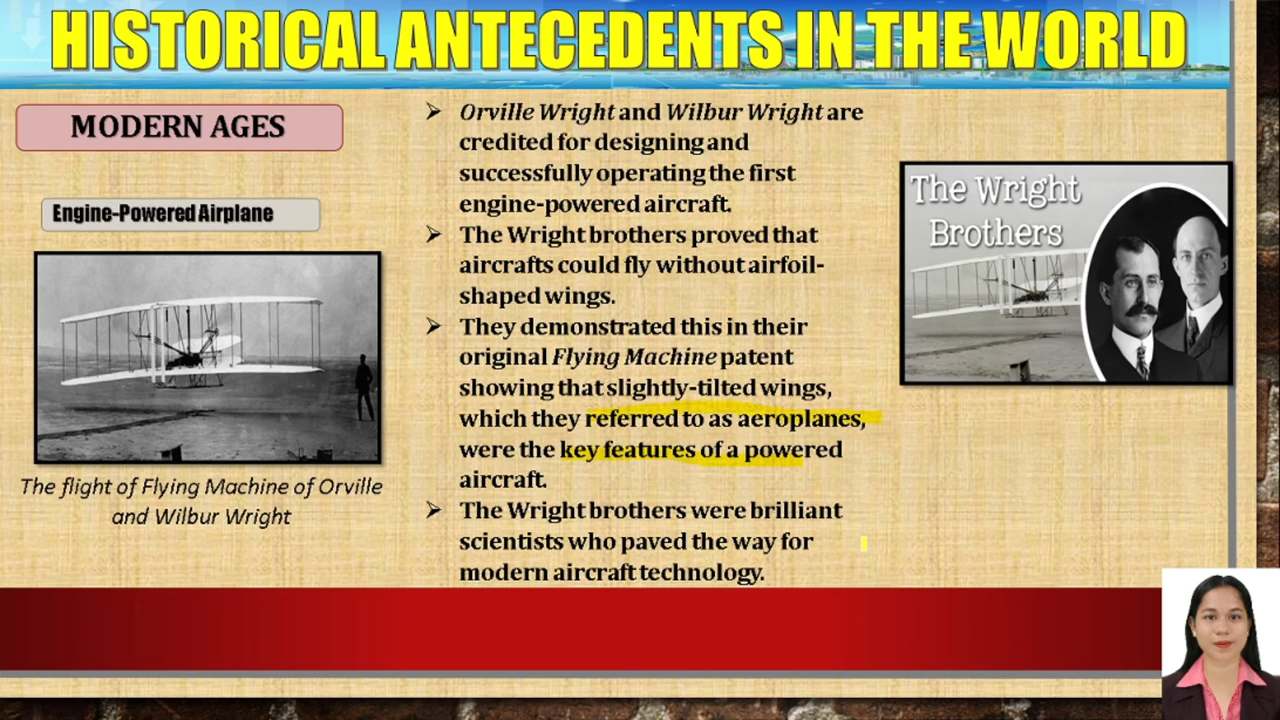 HISTORICAL ANTECEDENTS IN THE WORLD
MODERN AGES
Engine-Powered Airplane
The flight of Flying Machine of Orville
and Wilbur Wright
➢ Orville Wright and Wilbur Wright are
credited for designing and
successfully operating the first
engine-powered aircraft.
➢ The Wright brothers proved that
aircrafts could fly without airfoil-
shaped wings.
➢ They demonstrated this in their
original Flying Machine patent
showing that slightly-tilted wings,
which they referred to as aeroplanes,
were the key features of a powered
aircraft.
➢ The Wright brothers were brilliant
scientists who paved the way for
modern aircraft technology.
The Wright
Brothers